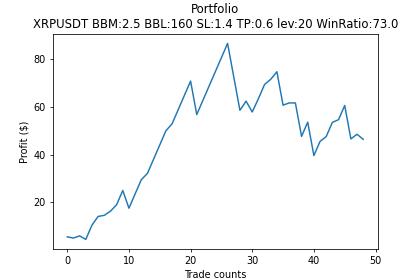 Portfolio
XRPUSDT BBM:2.5 BBL:160 SL:1.4 TP:0.6 lev:20 WinRatio:73.0
80
60
40
20
Profit ($)
0
10
20
30
40
50
Trade counts